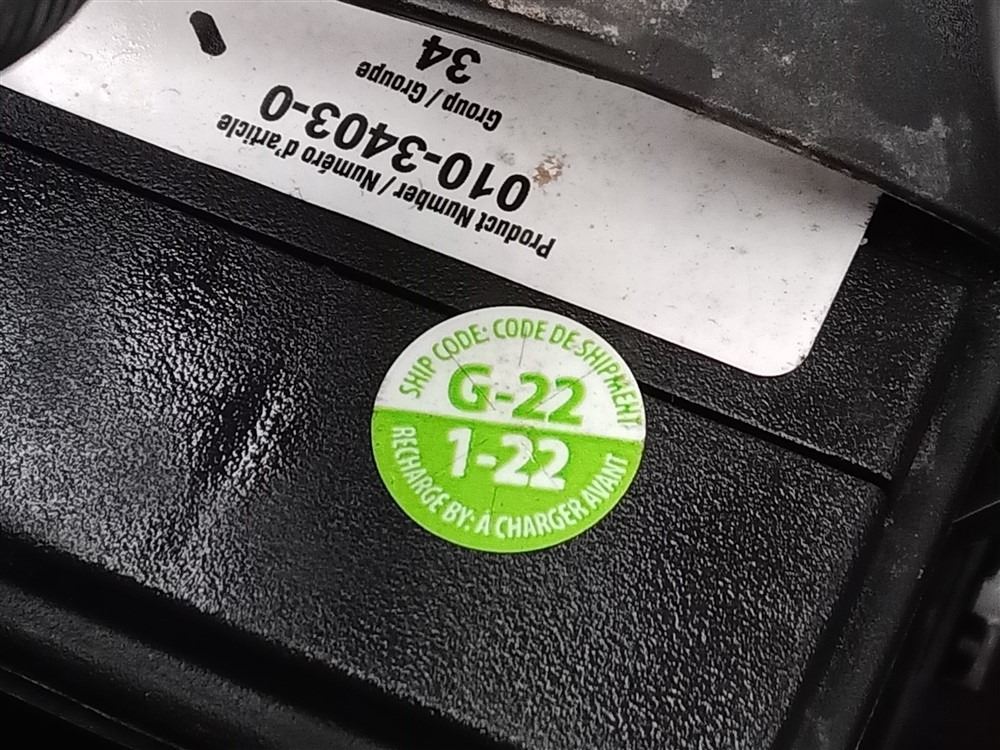 Product Number / Numéro d'article
010-3403-0
Group / Groupe
34
SHIP CODE: CODE DE SHIPMENT
G-22
1-22
RECHARGE BY: À CHARGER AVANT